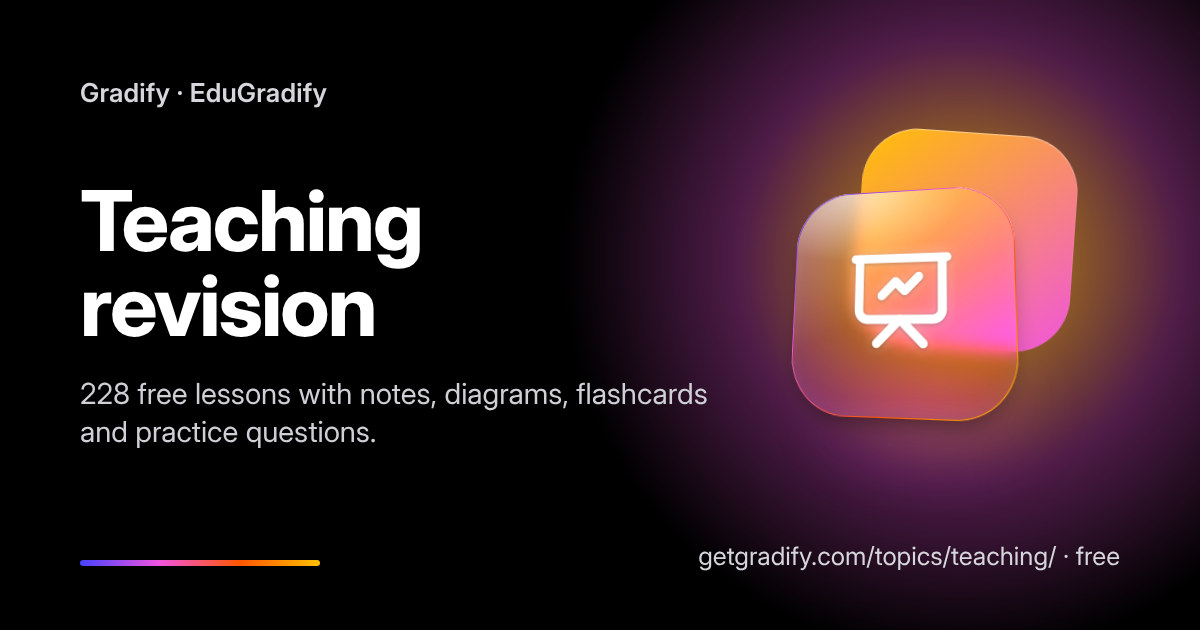 Gradify · EduGradify
Teaching
revision
228 free lessons with notes, diagrams, flashcards
and practice questions.
getgradify.com/topics/teaching/ · free